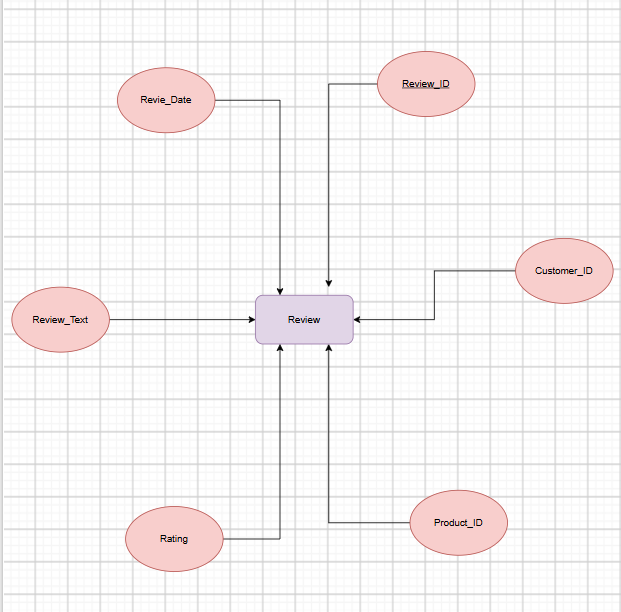 Review_ID
Revie_Date
Customer_ID
Review_Text
Review
Product_ID
Rating